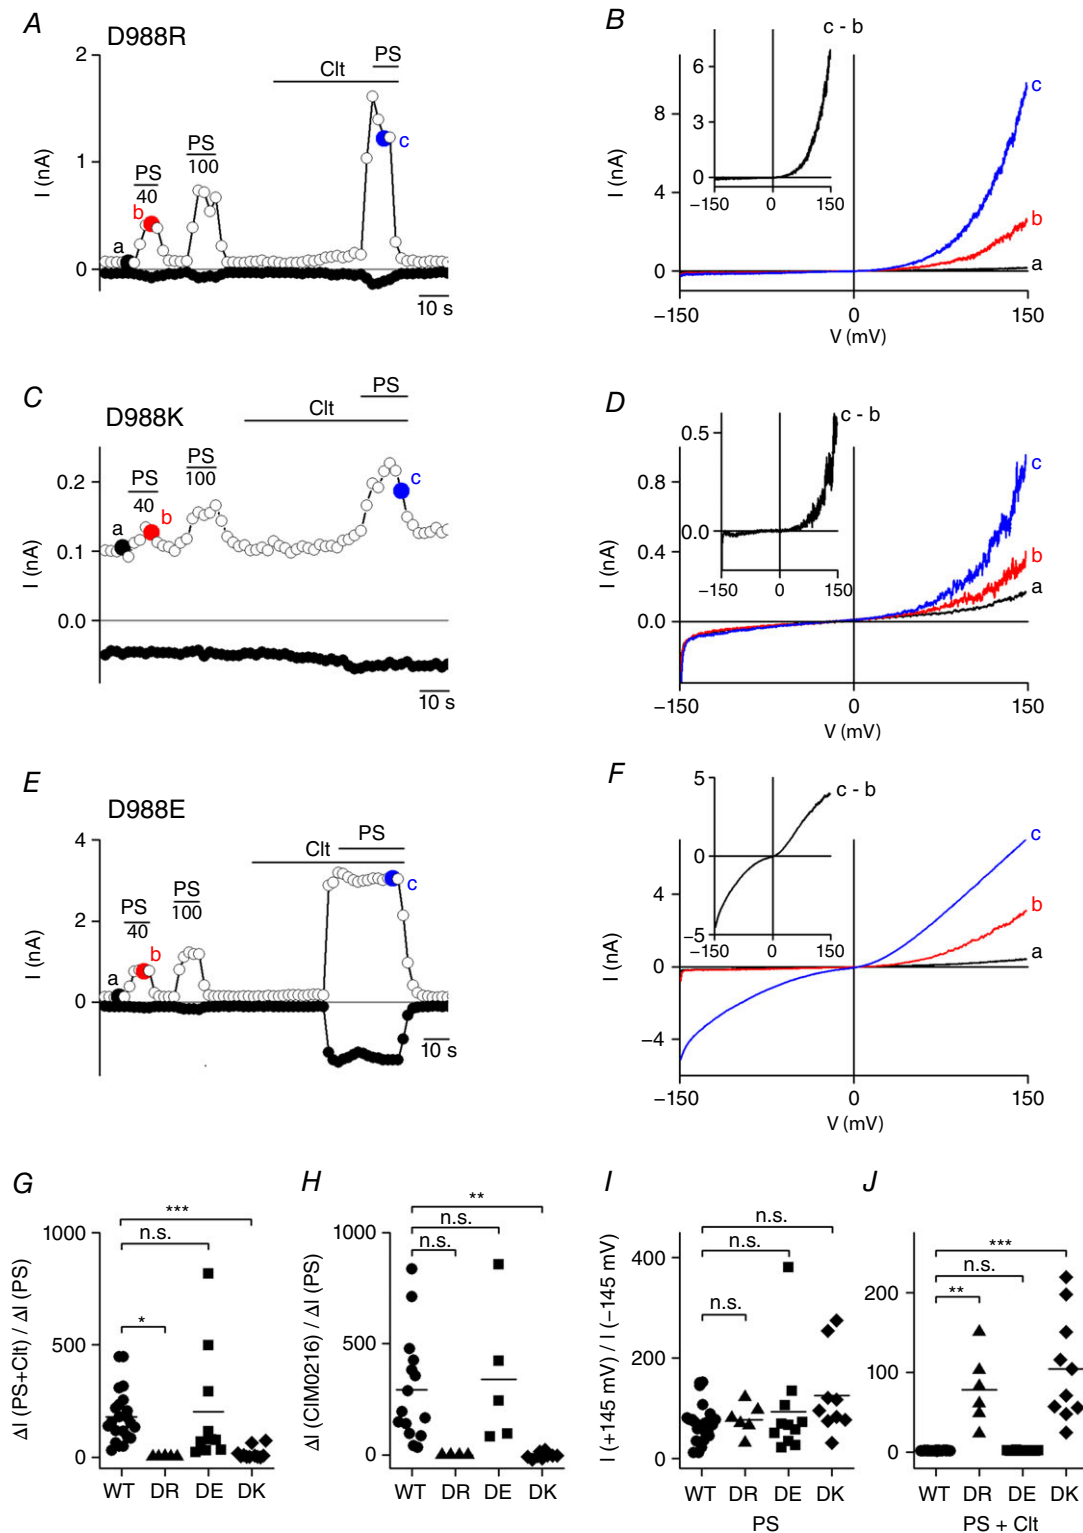 A
D988R
2
1
0
I (nA)
a
b
PS
40
PS
100
Clt
PS
c
10 s
B
8
4
0
I (nA)
−150
0
150
V (mV)
c
b
a
c - b
6
3
0
−150
0
150
C
D988K
0.2
0.1
0.0
I (nA)
a
b
PS
40
PS
100
Clt
PS
c
10 s
D
0.8
0.4
0.0
I (nA)
−150
0
150
V (mV)
c
b
a
c - b
0.5
0.0
−150
0
150
E
D988E
4
2
0
I (nA)
a
b
PS
40
PS
100
Clt
PS
c
10 s
F
4
0
−4
I (nA)
−150
0
150
V (mV)
c
b
a
c - b
5
0
−5
−150
0
150
G
ΔI (PS+Clt) / ΔI (PS)
1000
500
0
***
n.s.
*
WT DR DE DK
H
ΔI (CIM0216) / ΔI (PS)
1000
500
0
**
n.s.
n.s.
WT DR DE DK
I
I (+145 mV) / I (−145 mV)
400
200
0
n.s.
n.s.
n.s.
WT DR DE DK
PS
J
200
100
0
***
n.s.
**
WT DR DE DK
PS + Clt